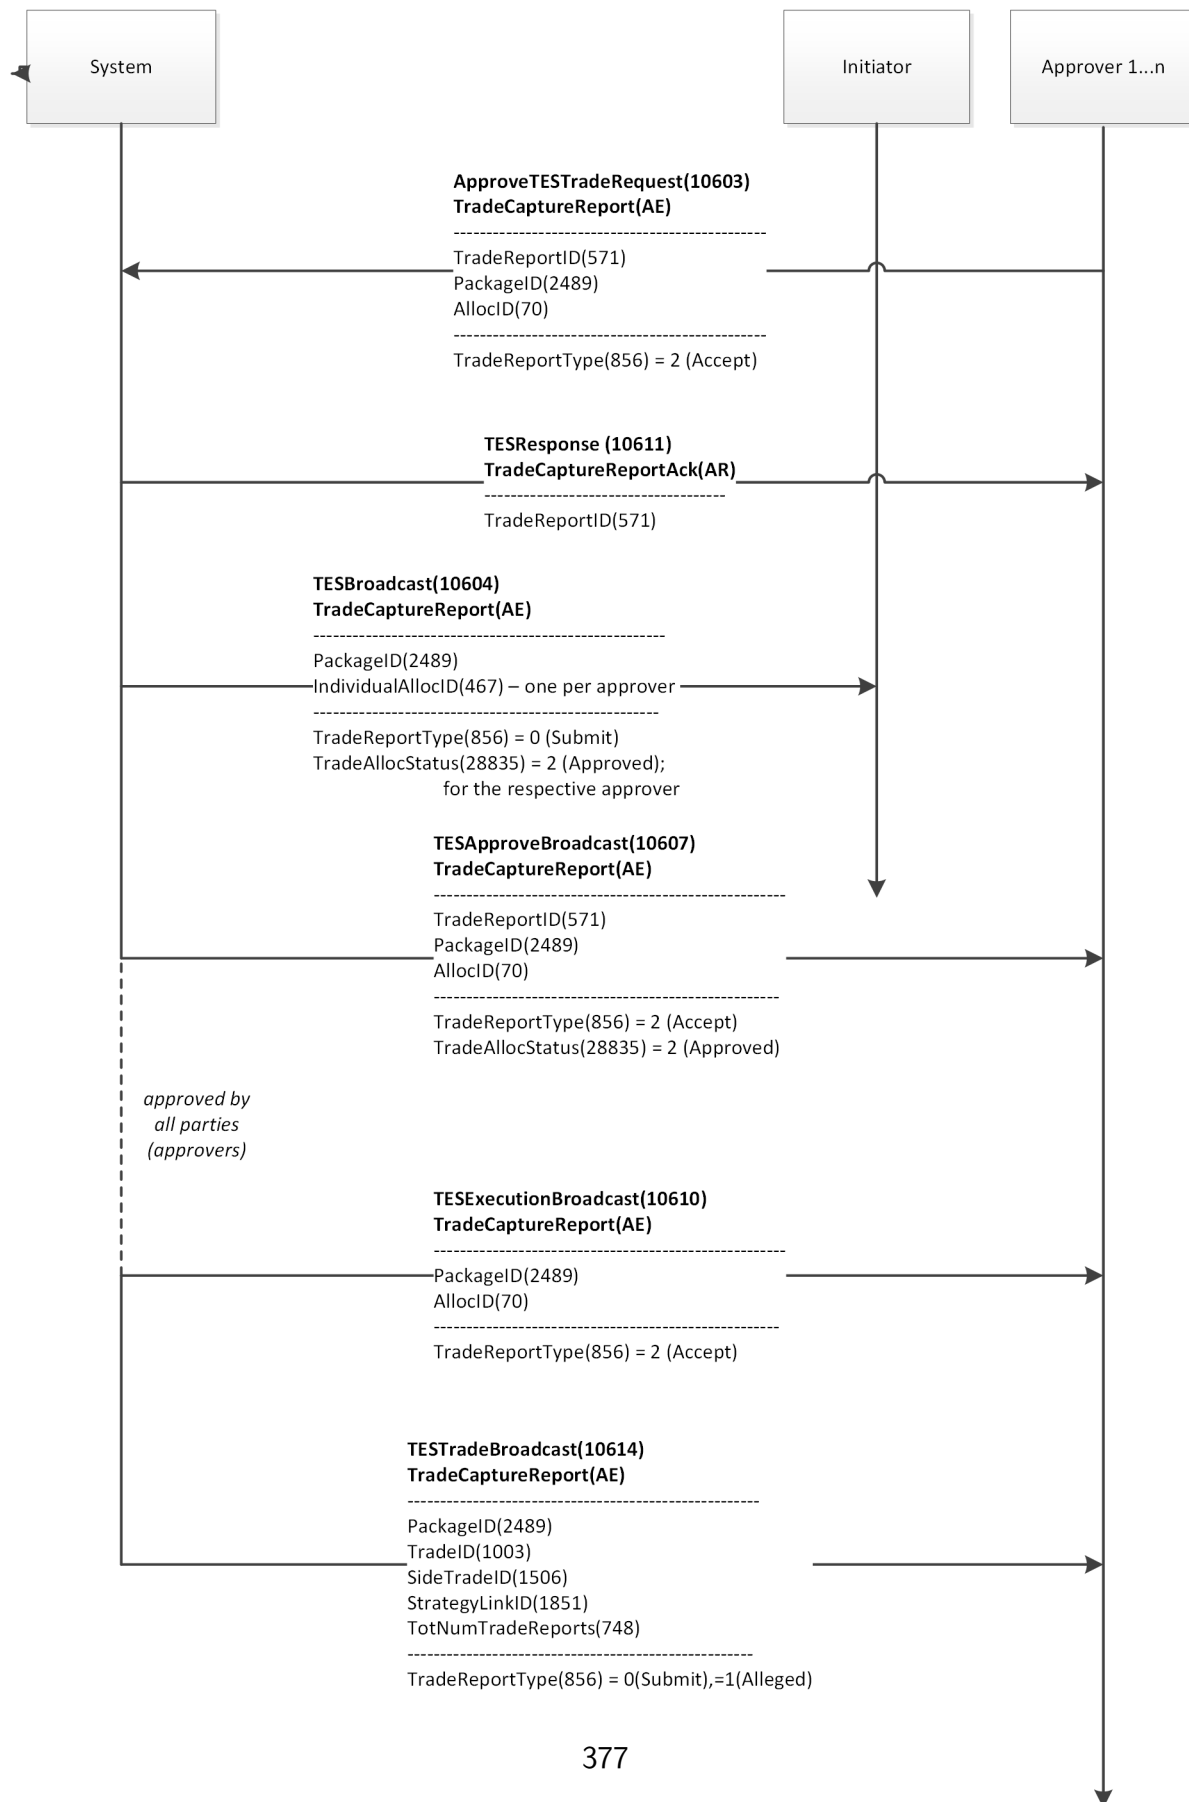 System
Initiator
Approver 1...n
ApproveTESTradeRequest(10603)
TradeCaptureReport(AE)
------------------------------------------------
TradeReportID(571)
PackageID(2489)
AllocID(70)
------------------------------------------------
TradeReportType(856) = 2 (Accept)
TESResponse (10611)
TradeCaptureReportAck(AR)
-------------------------------------
TradeReportID(571)
TESBroadcast(10604)
TradeCaptureReport(AE)
------------------------------------------------------
PackageID(2489)
IndividualAllocID(467) – one per approver
-----------------------------------------------------
TradeReportType(856) = 0 (Submit)
TradeAllocStatus(28835) = 2 (Approved);
for the respective approver
TESApproveBroadcast(10607)
TradeCaptureReport(AE)
------------------------------------------------------
TradeReportID(571)
PackageID(2489)
AllocID(70)
-----------------------------------------------------
TradeReportType(856) = 2 (Accept)
TradeAllocStatus(28835) = 2 (Approved)
approved by
all parties
(approvers)
TESExecutionBroadcast(10610)
TradeCaptureReport(AE)
------------------------------------------------------
PackageID(2489)
AllocID(70)
-----------------------------------------------------
TradeReportType(856) = 2 (Accept)
TESTradeBroadcast(10614)
TradeCaptureReport(AE)
------------------------------------------------------
PackageID(2489)
TradeID(1003)
SideTradeID(1506)
StrategyLinkID(1851)
TotNumTradeReports(748)
-----------------------------------------------------
TradeReportType(856) = 0(Submit),=1(Alleged)
377